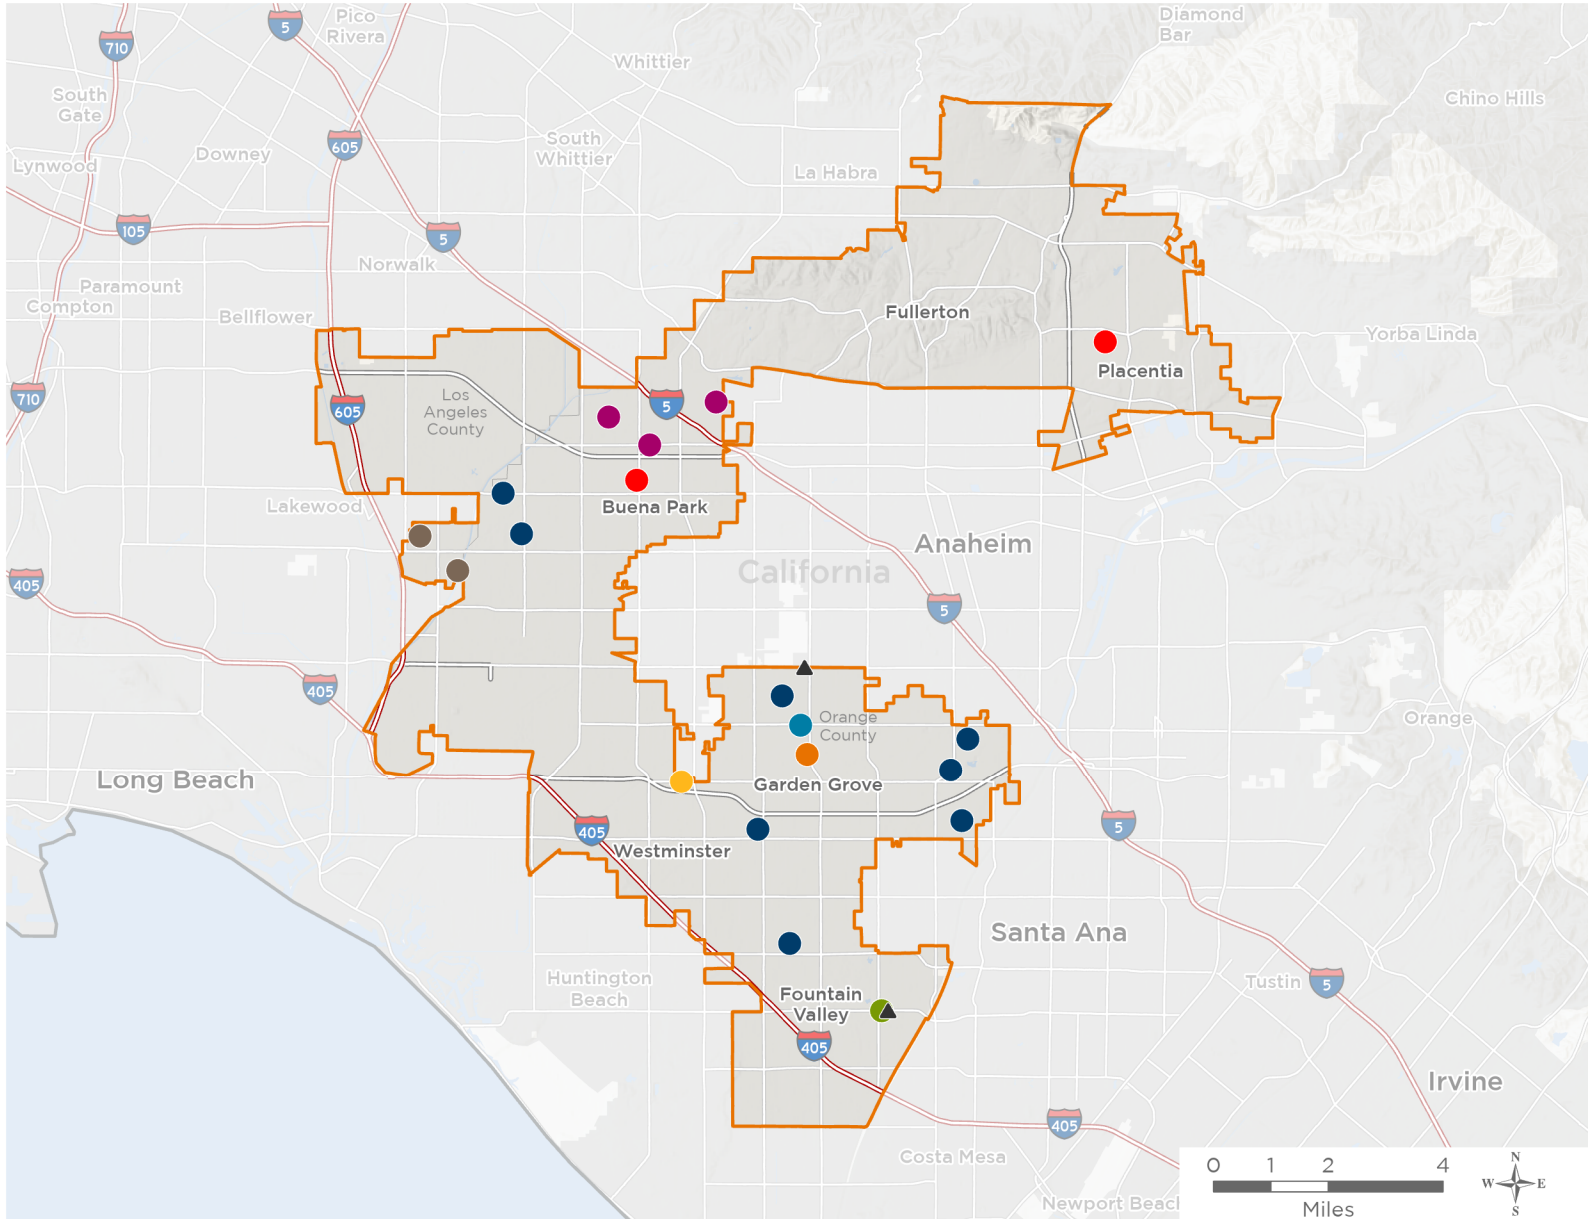 Pico
Rivera
5
710
Diamond
Bar
Whittier
South
Gate
Chino Hills
605
South
Whittier
Downey
Lynwood
La Habra
105
5
Norwalk
Paramount
Compton
Bellflower
Fullerton
Yorba Linda
Placentia
710
605
Los
Angeles
County
5
Buena Park
Lakewood
Anaheim
California
405
5
405
Orange
County
Orange
Long Beach
Garden Grove
405
5
Westminster
Santa Ana
Huntington
Beach
Fountain
Valley
Tustin
5
405
Irvine
405
Costa Mesa
Newport Beach
0 1 2 4
Miles
N
W E
S